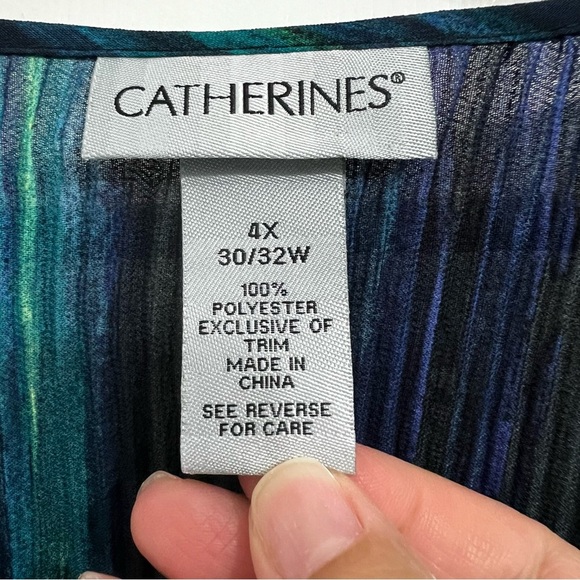 CATHERINES®
4X
30/32W
100%
POLYESTER
EXCLUSIVE OF
TRIM
MADE IN
CHINA
SEE REVERSE
FOR CARE